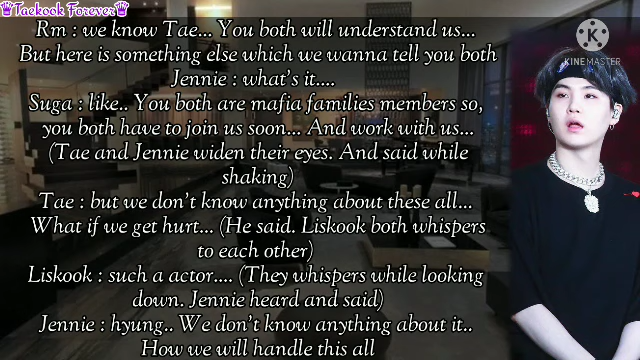 ♛Taekook Forever♛
Rm : we know Tae... You both will understand us...
But here is something else which we wanna tell you both
Jennie : what's it....
Suga : like.. You both are mafia families members so,
you both have to join us soon... And work with us...
(Tae and Jennie widen their eyes. And said while
shaking)
Tae : but we don't know anything about these all...
What if we get hurt... (He said. Liskook both whispers
to each other)
Liskook : such a actor.... (They whispers while looking
down. Jennie heard and said)
Jennie : hyung.. We don't know anything about it..
How we will handle this all
K
KINEMASTER